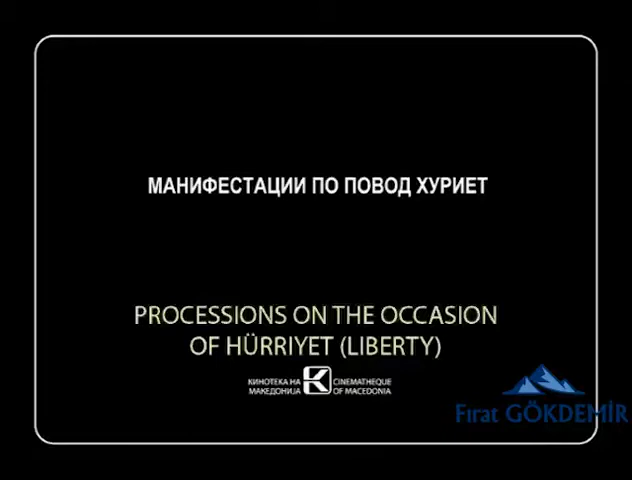 МАНИФЕСТАЦИИ ПО ПОВОД ХУРИЕТ
PROCESSIONS ON THE OCCASION
OF HÜRRIYET (LIBERTY)
КИНОТЕКА НА
МАКЕДОНИЈА
CINEMATHEQUE
OF MACEDONIA
Fırat GÖKDEMİR